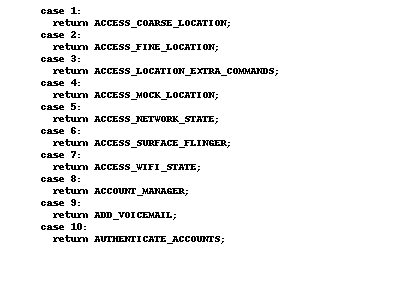 case 1:
return ACCESS_COARSE_LOCATION;
case 2:
return ACCESS_FINE_LOCATION;
case 3:
return ACCESS_LOCATION_EXTRA_COMMANDS;
case 4:
return ACCESS_MOCK_LOCATION;
case 5:
return ACCESS_NETWORK_STATE;
case 6:
return ACCESS_SURFACE_FLINGER;
case 7:
return ACCESS_WIFI_STATE;
case 8:
return ACCOUNT_MANAGER;
case 9:
return ADD_VOICEMAIL;
case 10:
return AUTHENTICATE_ACCOUNTS;